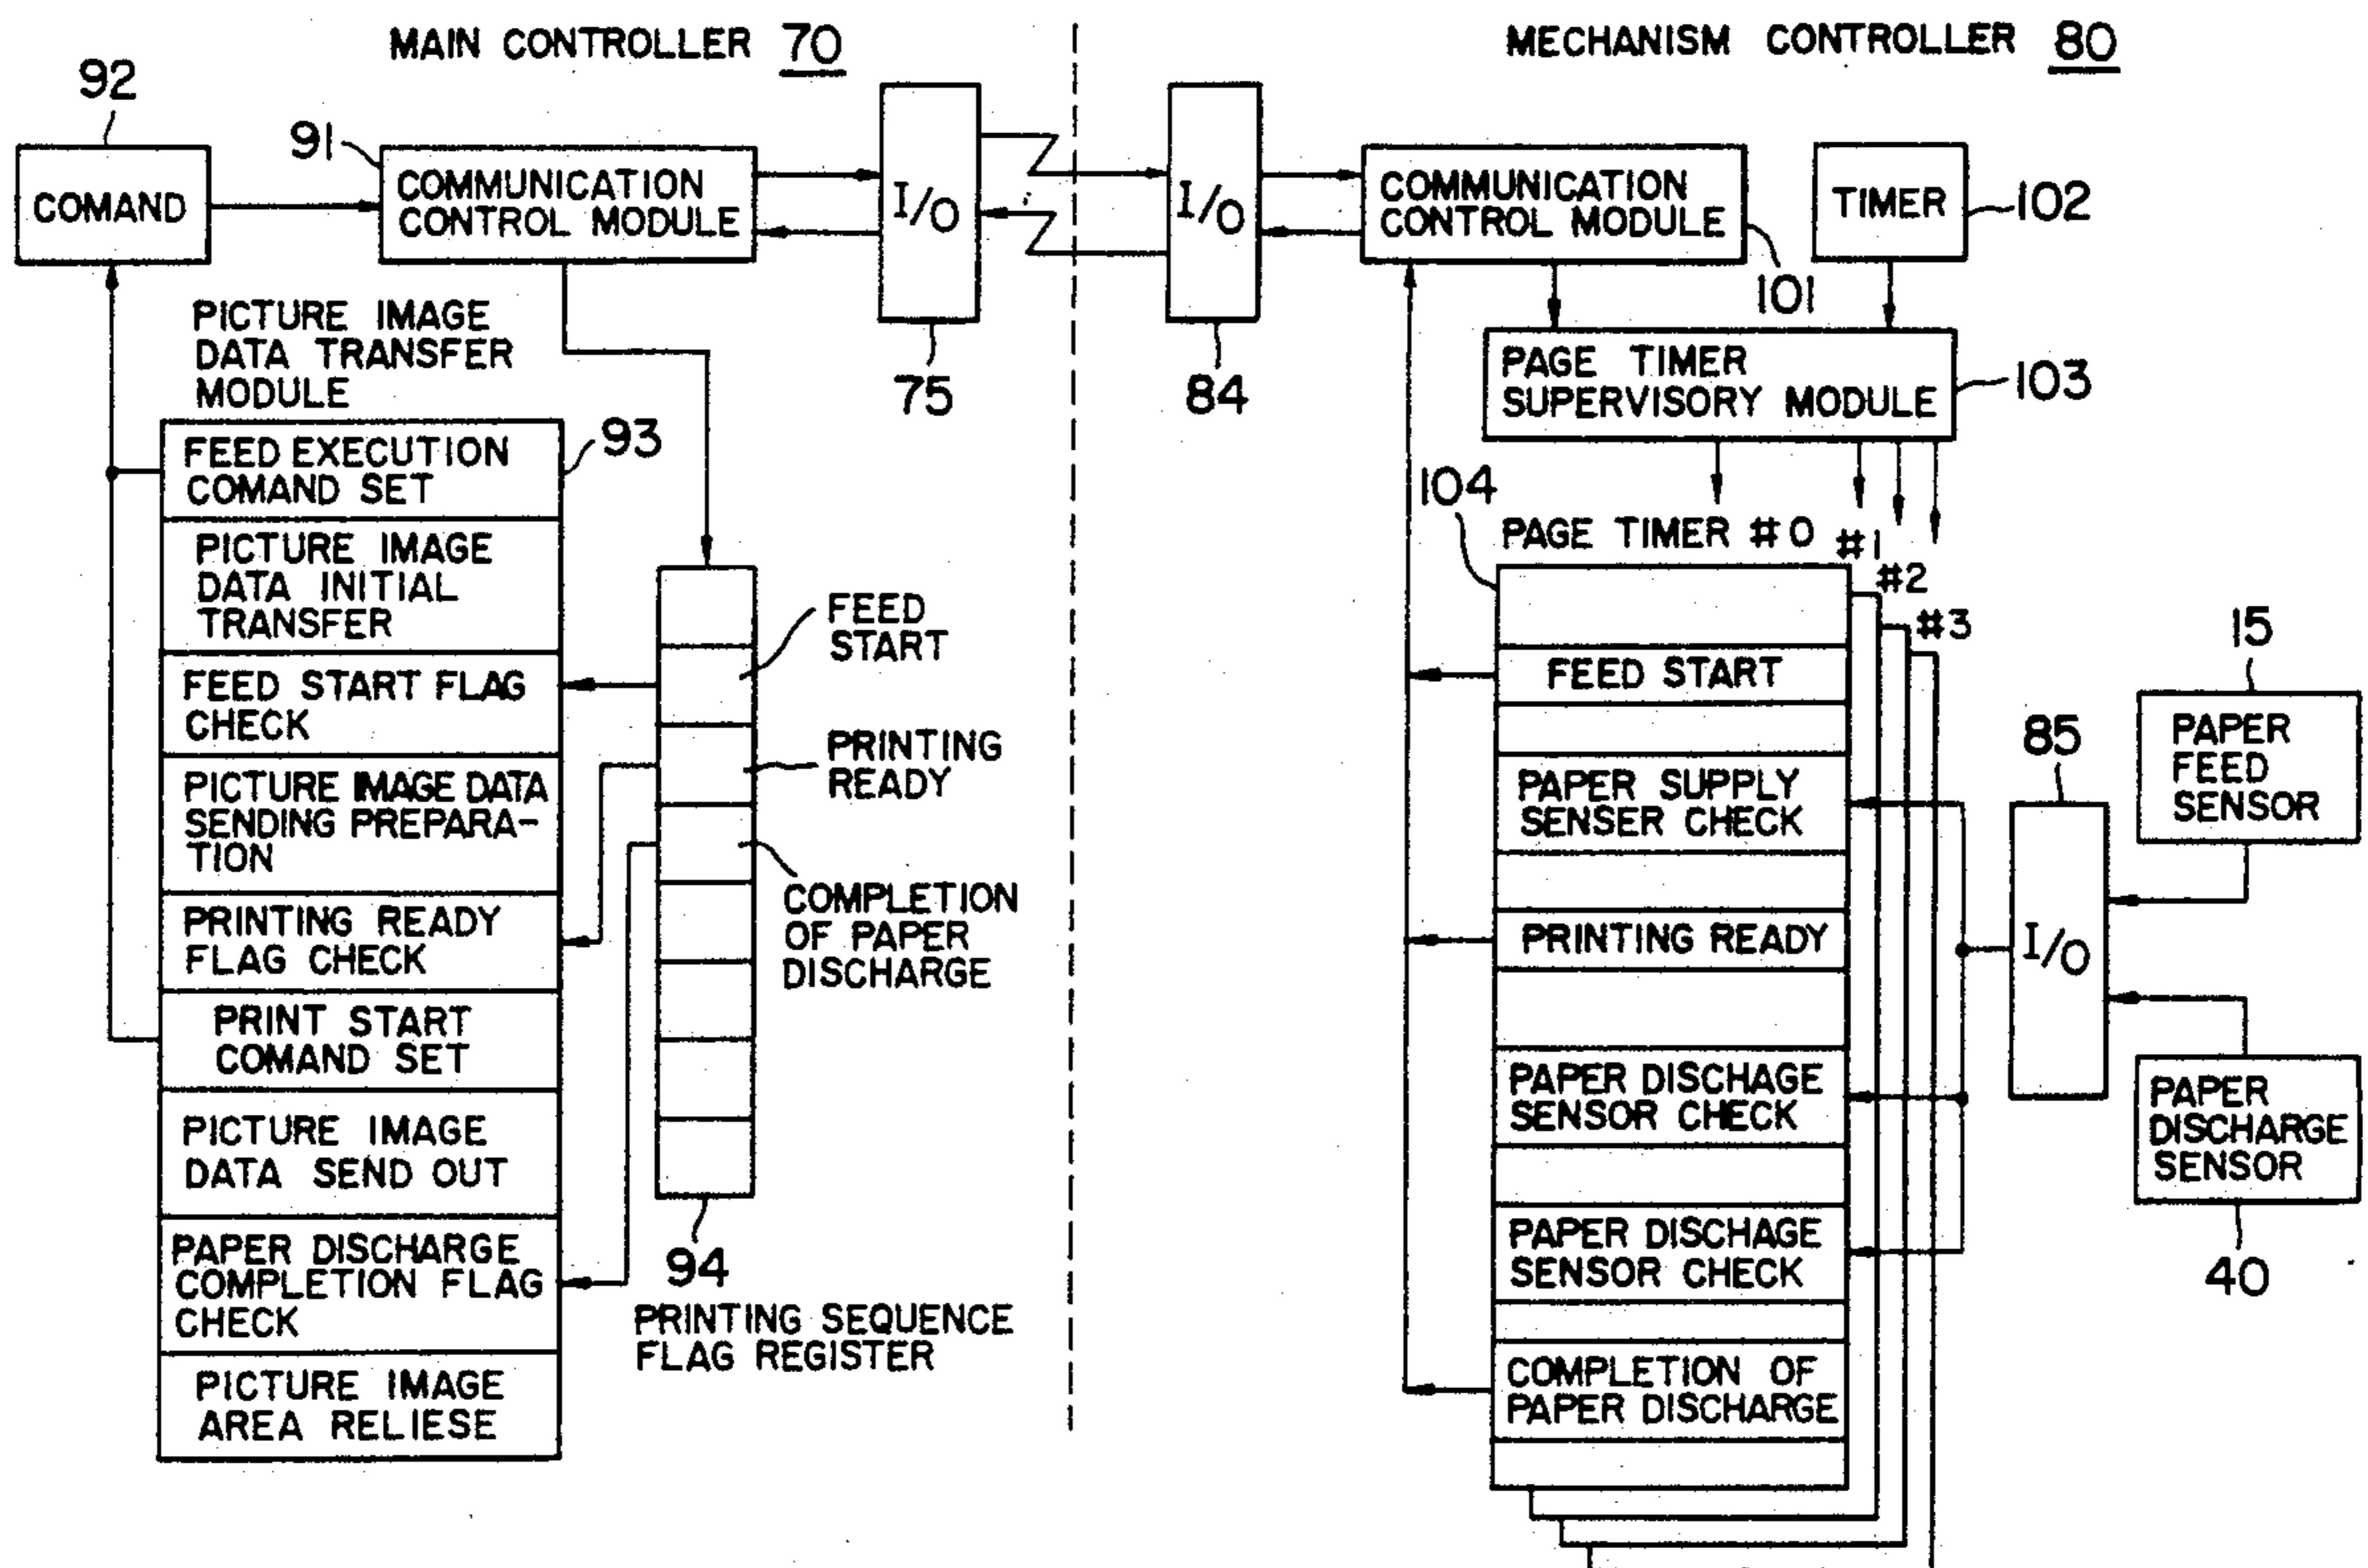 MAIN CONTROLLER 70
MECHANISM CONTROLLER 80
92
COMAND
91
COMMUNICATION
CONTROL MODULE
I/O
75
I/O
84
COMMUNICATION
CONTROL MODULE
101
TIMER
102
PAGE TIMER
SUPERVISORY MODULE
103
PICTURE IMAGE
DATA TRANSFER
MODULE
93
FEED EXECUTION
COMAND SET
PICTURE IMAGE
DATA INITIAL
TRANSFER
FEED START FLAG
CHECK
PICTURE IMAGE DATA
SENDING PREPARA-
TION
PRINTING READY
FLAG CHECK
PRINT START
COMAND SET
PICTURE IMAGE
DATA SEND OUT
PAPER DISCHARGE
COMPLETION FLAG
CHECK
PICTURE IMAGE
AREA RELIESE
FEED
START
PRINTING
READY
COMPLETION
OF PAPER
DISCHARGE
94
PRINTING SEQUENCE
FLAG REGISTER
104
PAGE TIMER #0
#1
#2
#3
FEED START
PAPER SUPPLY
SENSER CHECK
PRINTING READY
PAPER DISCHAGE
SENSOR CHECK
PAPER DISCHAGE
SENSOR CHECK
COMPLETION OF
PAPER DISCHARGE
85
I/O
15
PAPER
FEED
SENSOR
PAPER
DISCHARGE
SENSOR
40